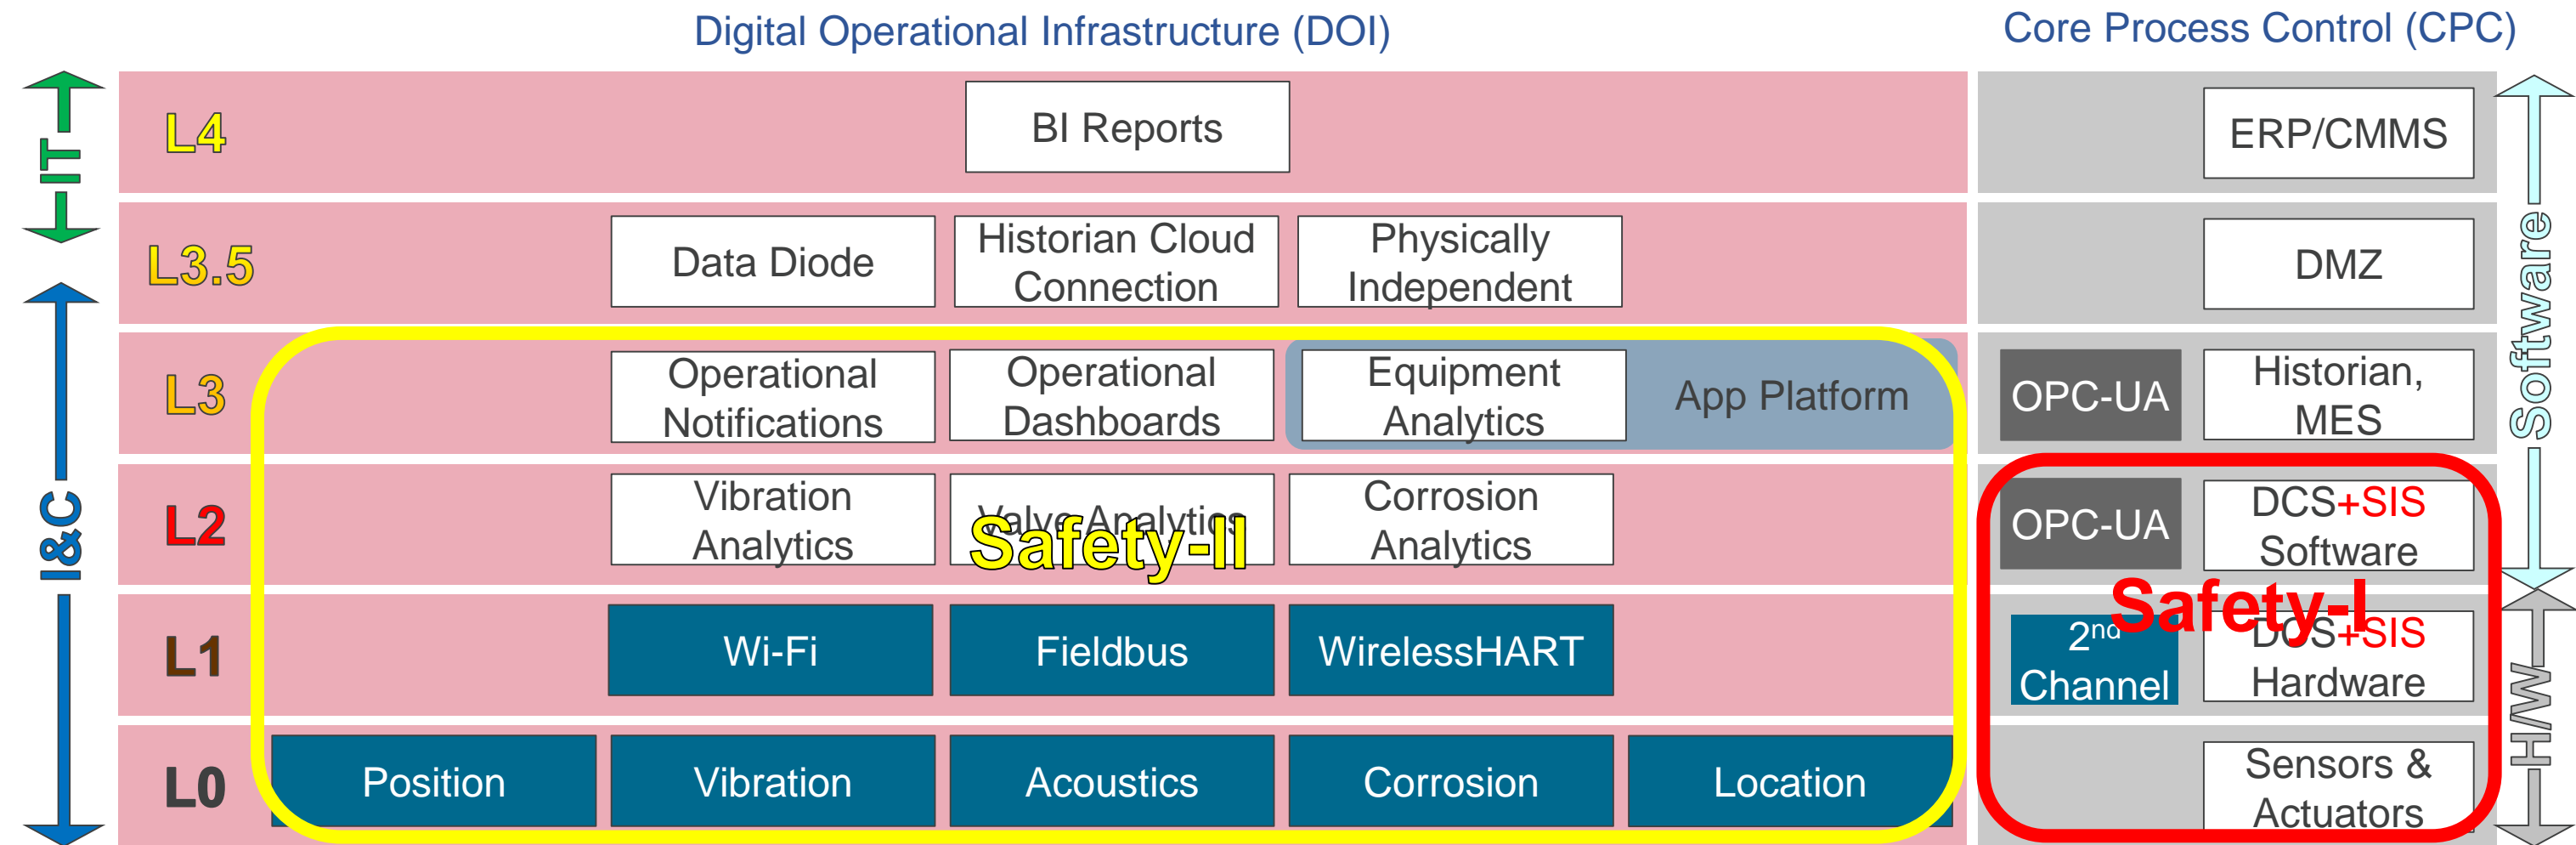 Digital Operational Infrastructure (DOI)
Core Process Control (CPC)
IT
I&C
Software
H/W
L4
BI Reports
ERP/CMMS
L3.5
Data Diode
Historian Cloud
Connection
Physically
Independent
DMZ
L3
Operational
Notifications
Operational
Dashboards
Equipment
Analytics
App Platform
OPC-UA
Historian,
MES
L2
Vibration
Analytics
Valve Analytics
Safety-II
Corrosion
Analytics
OPC-UA
DCS+SIS
Software
Safety-I
L1
Wi-Fi
Fieldbus
WirelessHART
2nd
Channel
DCS+SIS
Hardware
L0
Position
Vibration
Acoustics
Corrosion
Location
Sensors &
Actuators